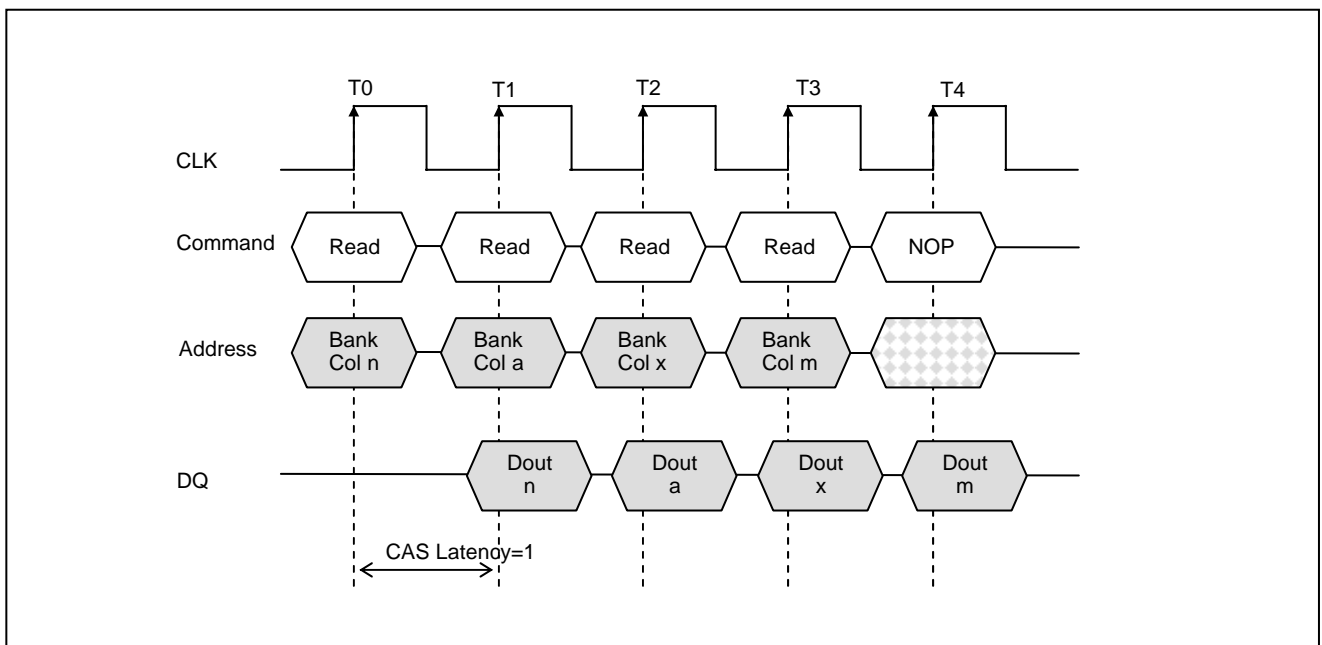 T0 T1 T2 T3 T4
CLK
Command Read Read Read Read NOP
Address
Bank Bank Bank Bank
Col n Col a Col x Col m
DQ
Dout Dout Dout Dout
n a x m
CAS Latency=1